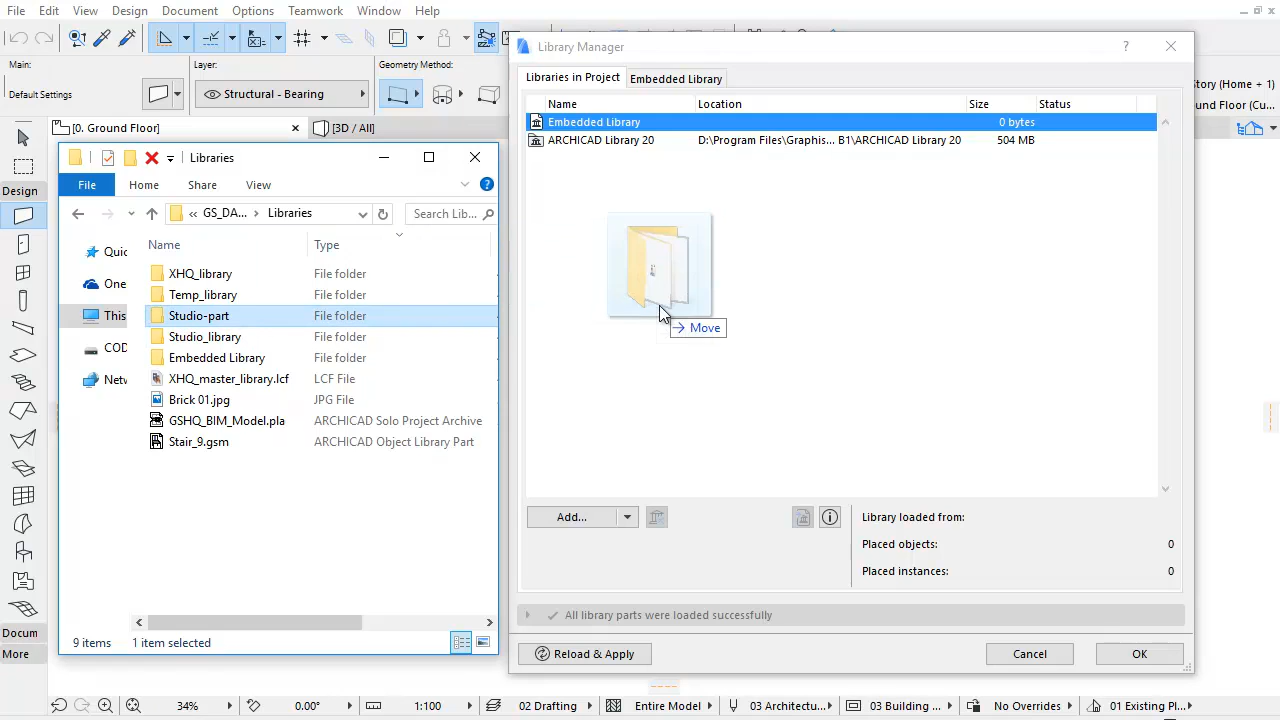 File Edit View Design Document Options Teamwork Window Help
Library Manager
Main:
Layer:
Geometry Method:
Default Settings
Structural - Bearing
Story (Home + 1)
und Floor (Cu...
[0. Ground Floor]
[3D / All]
Libraries in Project
Embedded Library
Name Location Size Status
Embedded Library 0 bytes
ARCHICAD Library 20 D:\Program Files\Graphis... B1\ARCHICAD Library 20 504 MB
Libraries
File Home Share View
« GS_DA... > Libraries
Search Lib...
Name Type
Quic
One
This
COD
Netv
XHQ_library File folder
Temp_library File folder
Studio-part File folder
Studio_library File folder
Embedded Library File folder
XHQ_master_library.lcf LCF File
Brick 01.jpg JPG File
GSHQ_BIM_Model.pla ARCHICAD Solo Project Archive
Stair_9.gsm ARCHICAD Object Library Part
9 items 1 item selected
Move
Design
Docum
More
Add...
Library loaded from:
Placed objects: 0
Placed instances: 0
All library parts were loaded successfully
Reload & Apply
Cancel
OK
34% 0.00° 1:100 02 Drafting Entire Model 03 Architectu... 03 Building ... No Overrides 01 Existing Pl...